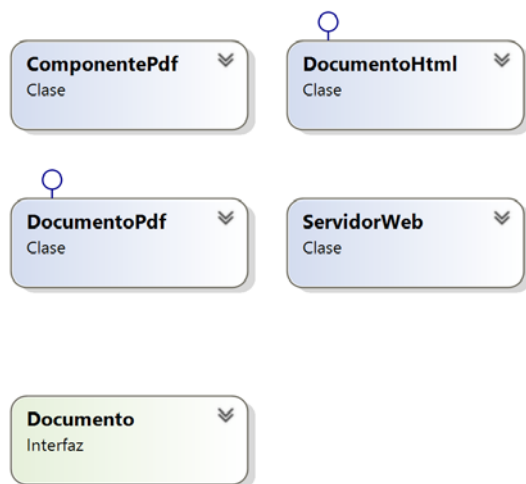 ComponentePdf
Clase
DocumentoHtml
Clase
DocumentoPdf
Clase
ServidorWeb
Clase
Documento
Interfaz